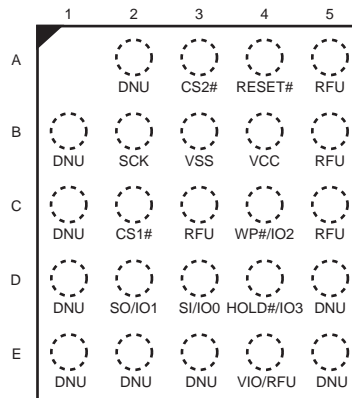 1 2 3 4 5
A
DNU CS2# RESET# RFU
B
DNU SCK VSS VCC RFU
C
DNU CS1# RFU WP#/IO2 RFU
D
DNU SO/IO1 SI/IO0 HOLD#/IO3 DNU
E
DNU DNU DNU VIO/RFU DNU